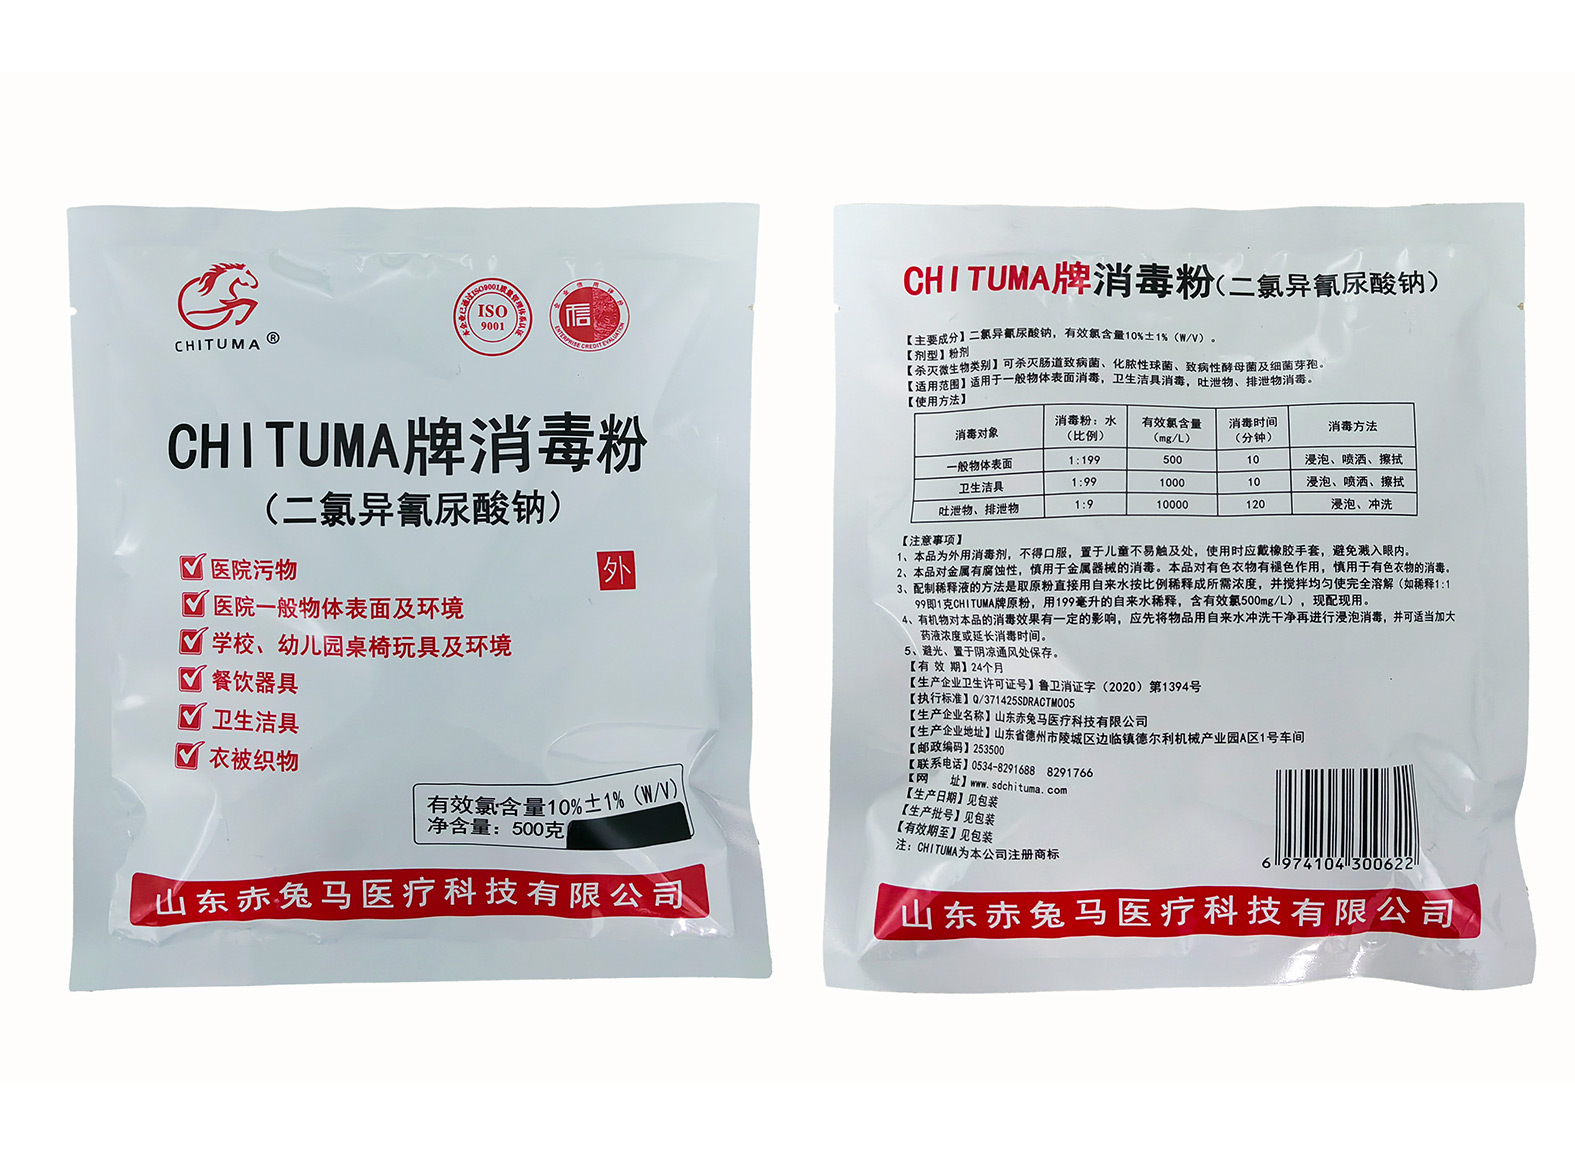 CHITUMA®
本企业已通过ISO9001质量管理体系认证
ISO
9001
企业信用评价
信
ENTERPRISE CREDIT EVALUATION
CHITUMA牌消毒粉
(二氯异氰尿酸钠)
医院污物
外
医院一般物体表面及环境
学校、幼儿园桌椅玩具及环境
餐饮器具
卫生洁具
衣被织物
有效氯含量10%±1%(W/V)
净含量:500克
山东赤兔马医疗科技有限公司
CHITUMA牌消毒粉(二氯异氰尿酸钠)
【主要成分】二氯异氰尿酸钠,有效氯含量10%±1%(W/V)。
【剂型】粉剂
【杀灭微生物类别】可杀灭肠道致病菌、化脓性球菌、致病性酵母菌及细菌芽孢。
【适用范围】适用于一般物体表面消毒,卫生洁具消毒,吐泄物、排泄物消毒。
【使用方法】
消毒对象 消毒粉:水(比例) 有效氯含量(mg/L) 消毒时间(分钟) 消毒方法
一般物体表面 1:199 500 10 浸泡、喷洒、擦拭
卫生洁具 1:99 1000 10 浸泡、喷洒、擦拭
吐泄物、排泄物 1:9 10000 120 浸泡、冲洗
【注意事项】
1、本品为外用消毒剂,不得口服,置于儿童不易触及处,使用时应戴橡胶手套,避免溅入眼内。
2、本品对金属有腐蚀性,慎用于金属器械的消毒。本品对有色衣物有褪色作用,慎用于有色衣物的消毒。
3、配制稀释液的方法是取原粉直接用自来水按比例稀释成所需浓度,并搅拌均匀使完全溶解(如稀释1:1
99即1克CHITUMA牌原粉,用199毫升的自来水稀释,含有效氯500mg/L),现配现用。
4、有机物对本品的消毒效果有一定的影响,应先将物品用自来水冲洗干净再进行浸泡消毒,并可适当加大
药液浓度或延长消毒时间。
5、避光、置于阴凉通风处保存。
【有 效 期】24个月
【生产企业卫生许可证号】鲁卫消证字(2020)第1394号
【执行标准】Q/371425SDRACTM005
【生产企业名称】山东赤兔马医疗科技有限公司
【生产企业地址】山东省德州市陵城区边临镇德尔利机械产业园A区1号车间
【邮政编码】253500
【联系电话】0534-8291688 8291766
【网 址】www.sdchituma.com
【生产日期】见包装
【生产批号】见包装
【有效期至】见包装
注:CHITUMA为本公司注册商标
6 974104 300622
山东赤兔马医疗科技有限公司